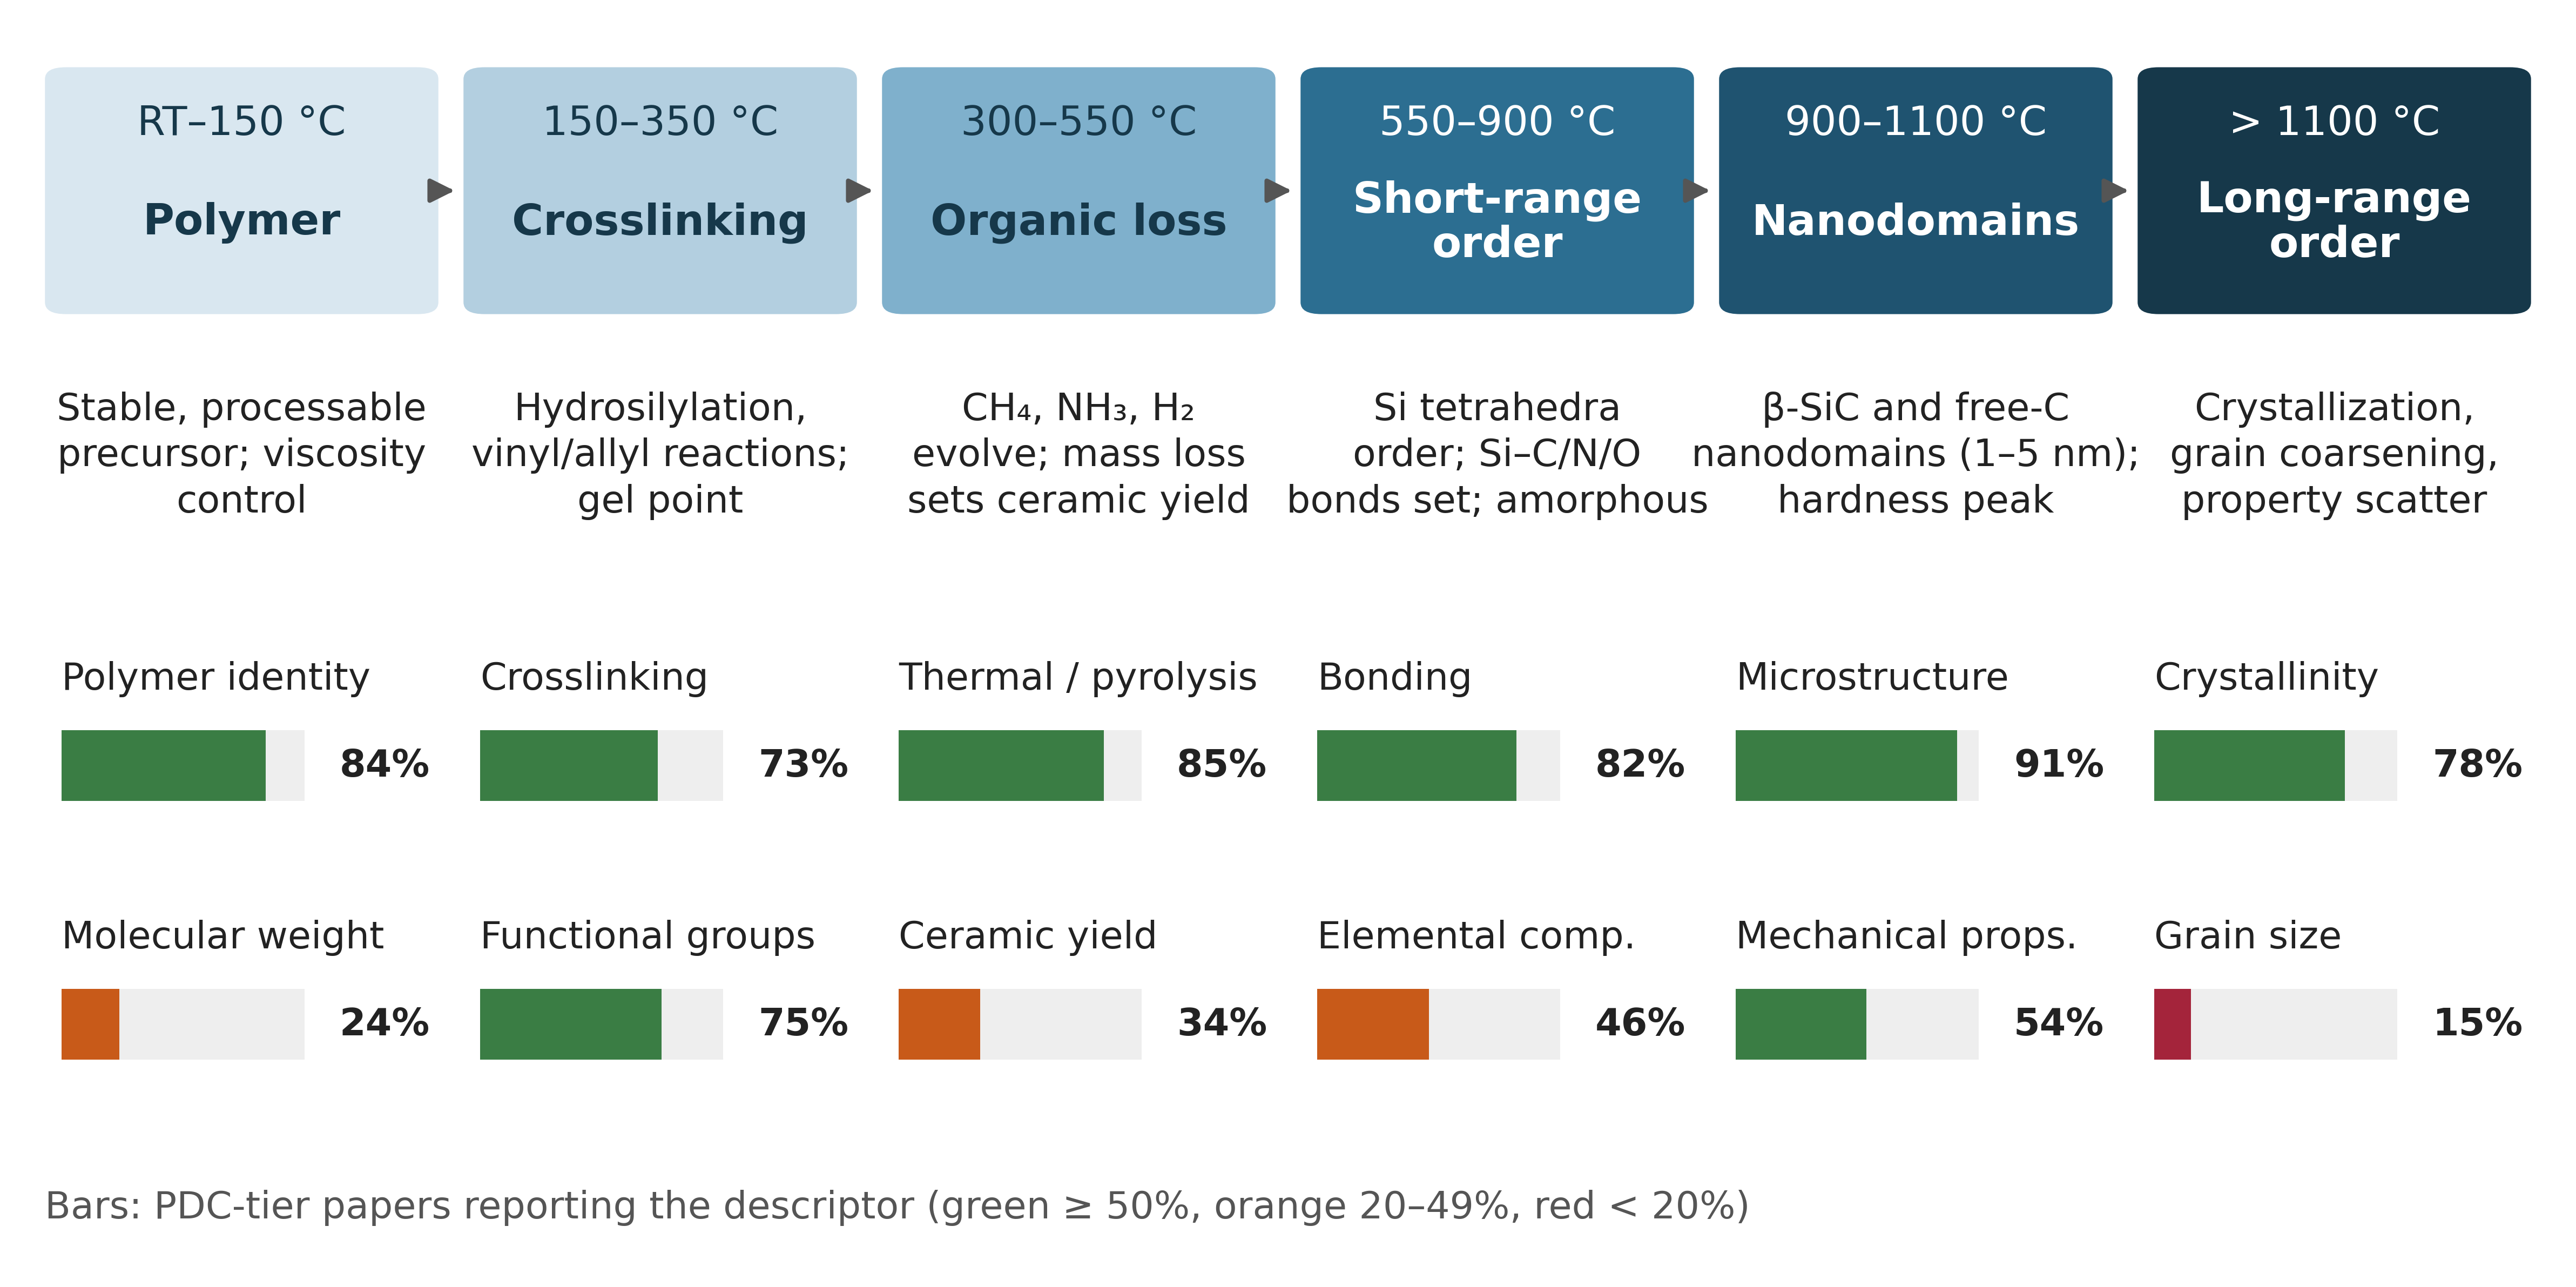 RT–150 °C
Polymer
150–350 °C
Crosslinking
300–550 °C
Organic loss
550–900 °C
Short-range
order
900–1100 °C
Nanodomains
> 1100 °C
Long-range
order
Stable, processable
precursor; viscosity
control
Hydrosilylation,
vinyl/allyl reactions;
gel point
CH₄, NH₃, H₂
evolve; mass loss
sets ceramic yield
Si tetrahedra
order; Si–C/N/O
bonds set; amorphous
β-SiC and free-C
nanodomains (1–5 nm);
hardness peak
Crystallization,
grain coarsening,
property scatter
Polymer identity
84%
Crosslinking
73%
Thermal / pyrolysis
85%
Bonding
82%
Microstructure
91%
Crystallinity
78%
Molecular weight
24%
Functional groups
75%
Ceramic yield
34%
Elemental comp.
46%
Mechanical props.
54%
Grain size
15%
Bars: PDC-tier papers reporting the descriptor (green ≥ 50%, orange 20–49%, red < 20%)